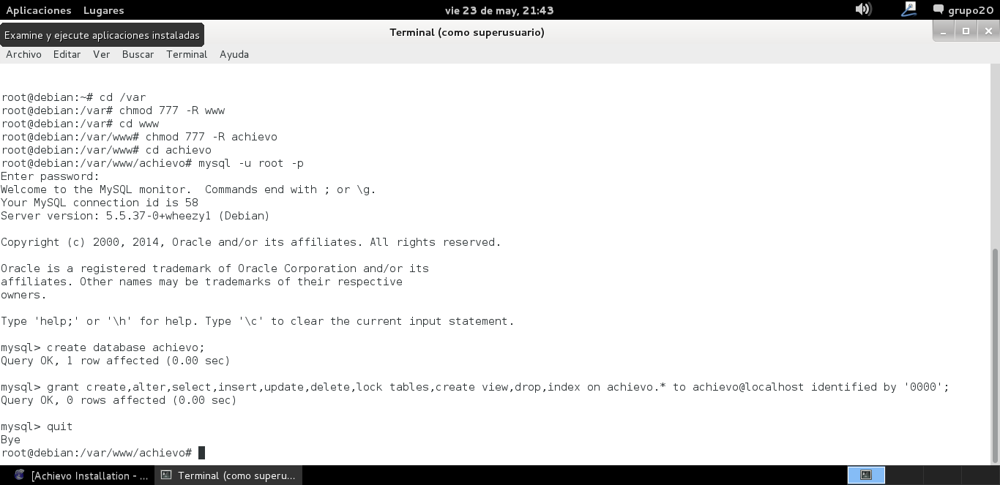 Aplicaciones Lugares vie 23 de may, 21:43 grupo20
Examine y ejecute aplicaciones instaladas Terminal (como superusuario)
Archivo Editar Ver Buscar Terminal Ayuda
root@debian:~# cd /var
root@debian:/var# chmod 777 -R www
root@debian:/var# cd www
root@debian:/var/www# chmod 777 -R achievo
root@debian:/var/www# cd achievo
root@debian:/var/www/achievo# mysql -u root -p
Enter password:
Welcome to the MySQL monitor.  Commands end with ; or \g.
Your MySQL connection id is 58
Server version: 5.5.37-0+wheezy1 (Debian)
Copyright (c) 2000, 2014, Oracle and/or its affiliates. All rights reserved.
Oracle is a registered trademark of Oracle Corporation and/or its
affiliates. Other names may be trademarks of their respective
owners.
Type 'help;' or '\h' for help. Type '\c' to clear the current input statement.
mysql> create database achievo;
Query OK, 1 row affected (0.00 sec)
mysql> grant create,alter,select,insert,update,delete,lock tables,create view,drop,index on achievo.* to achievo@localhost identified by '0000';
Query OK, 0 rows affected (0.00 sec)
mysql> quit
Bye
root@debian:/var/www/achievo#
[Achievo Installation - ... Terminal (como superu...